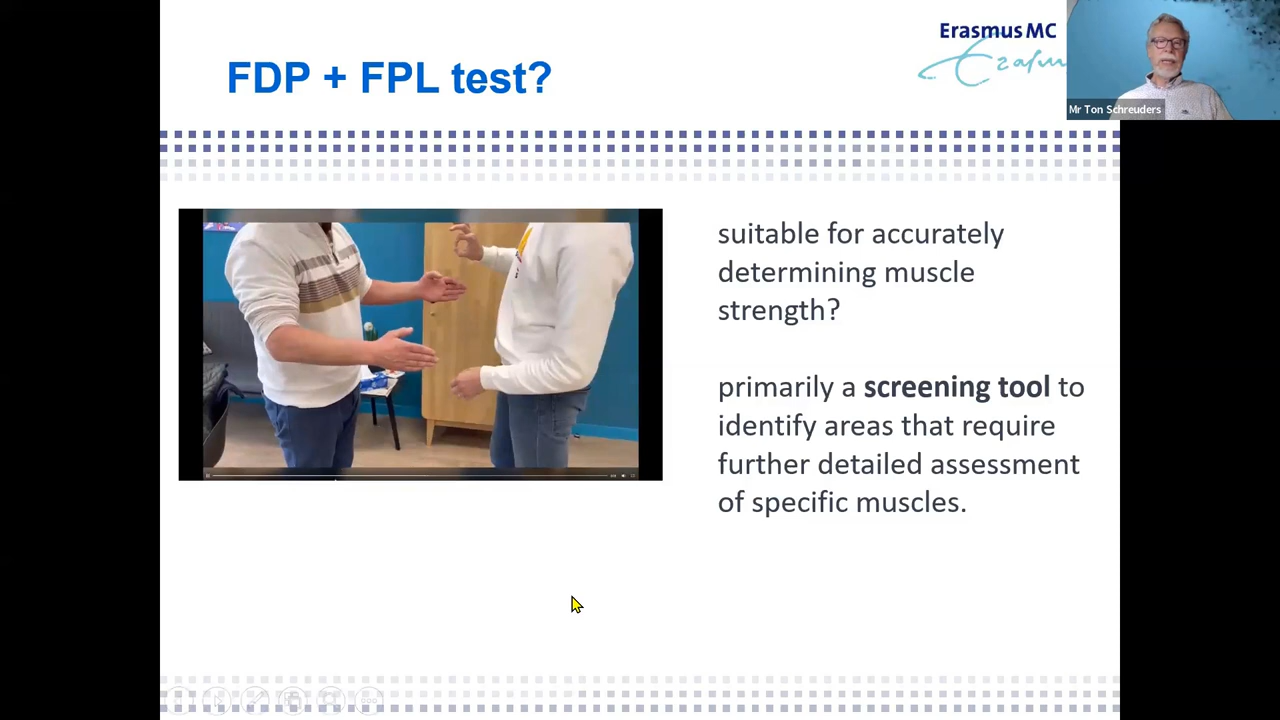 FDP + FPL test?
Erasmus MC
Erasmus
Mr Ton Schreuders
suitable for accurately
determining muscle
strength?
primarily a screening tool to
identify areas that require
further detailed assessment
of specific muscles.